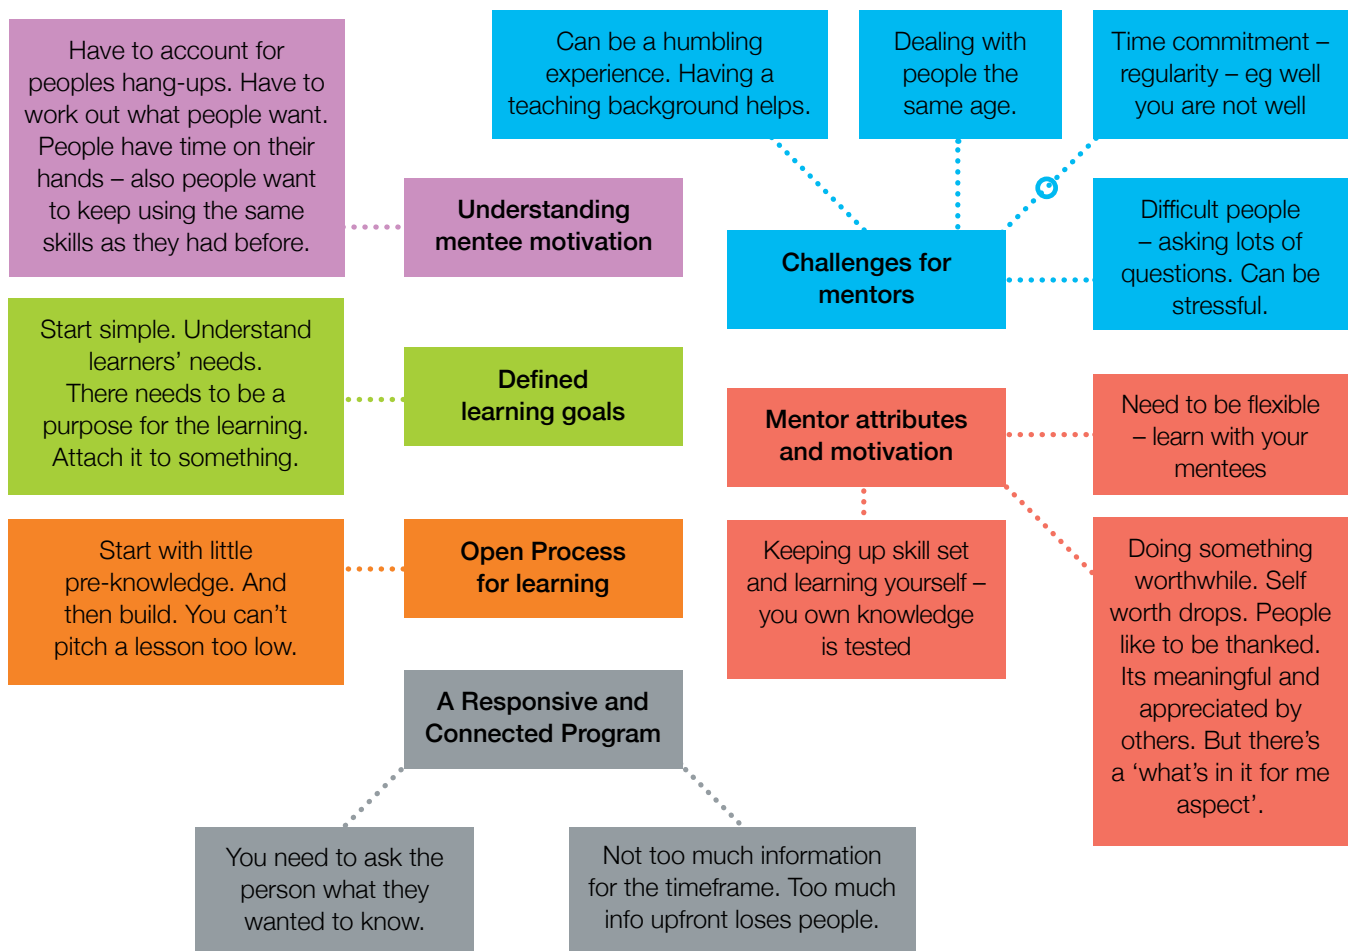 Have to account for
peoples hang-ups. Have to
work out what people want.
People have time on their
hands – also people want
to keep using the same
skills as they had before.
Understanding
mentee motivation
Start simple. Understand
learners’ needs.
There needs to be a
purpose for the learning.
Attach it to something.
Defined
learning goals
Start with little
pre-knowledge. And
then build. You can’t
pitch a lesson too low.
Open Process
for learning
A Responsive and
Connected Program
You need to ask the
person what they
wanted to know.
Not too much information
for the timeframe. Too much
info upfront loses people.
Can be a humbling
experience. Having a
teaching background helps.
Dealing with
people the
same age.
Time commitment –
regularity – eg well
you are not well
Challenges for
mentors
Difficult people
– asking lots of
questions. Can be
stressful.
Mentor attributes
and motivation
Need to be flexible
– learn with your
mentees
Keeping up skill set
and learning yourself –
you own knowledge
is tested
Doing something
worthwhile. Self
worth drops. People
like to be thanked.
Its meaningful and
appreciated by
others. But there’s
a ‘what’s in it for me
aspect’.